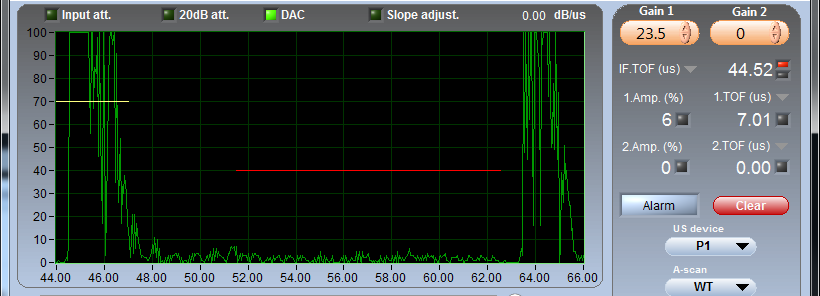 Input att. 20dB att. DAC Slope adjust. 0.00 dB/us
100
90
80
70
60
50
40
30
20
10
0
44.00 46.00 48.00 50.00 52.00 54.00 56.00 58.00 60.00 62.00 64.00 66.00
Gain 1 Gain 2
23.5 0
IF.TOF (us) 44.52
1.Amp. (%) 1.TOF (us)
6 7.01
2.Amp. (%) 2.TOF (us)
0 0.00
Alarm Clear
US device
P1
A-scan
WT